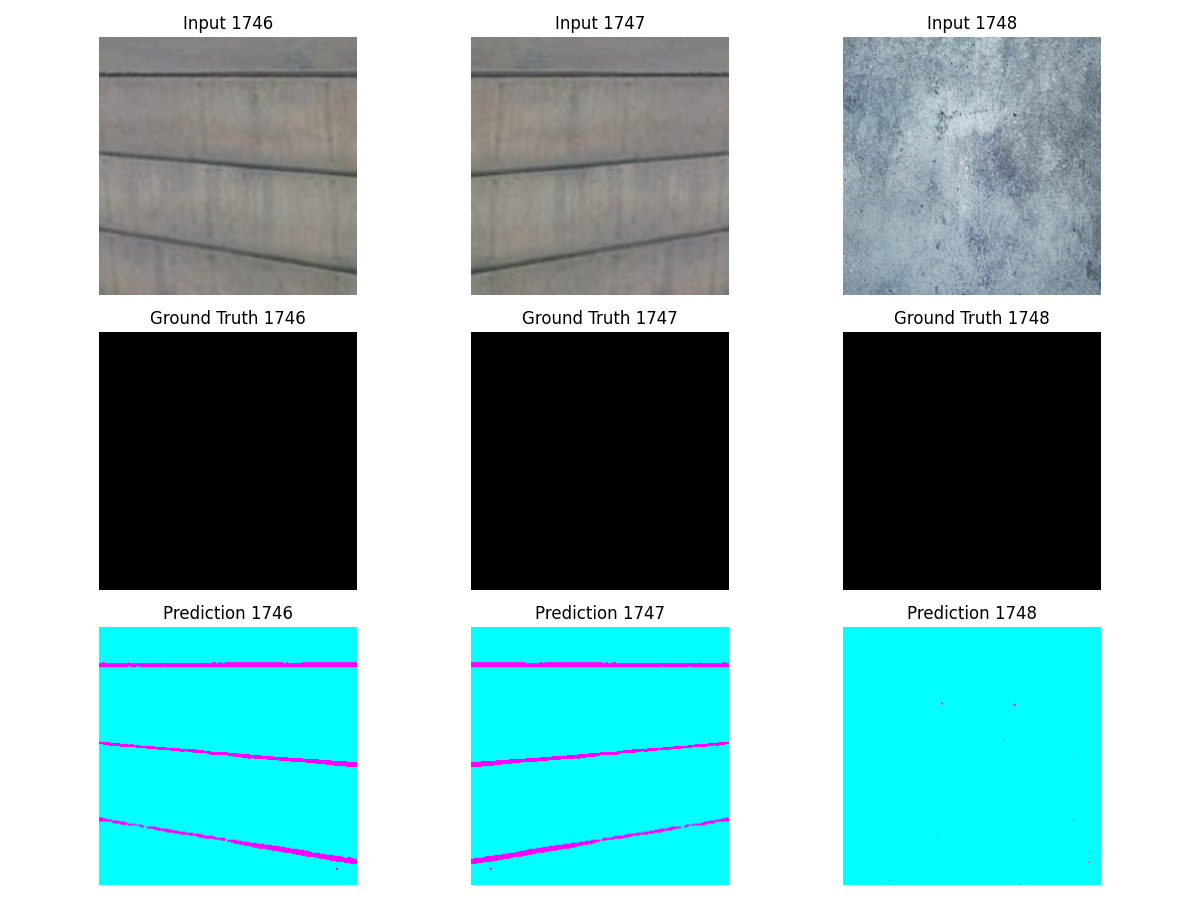 Input 1746
Input 1747
Input 1748
Ground Truth 1746
Ground Truth 1747
Ground Truth 1748
Prediction 1746
Prediction 1747
Prediction 1748